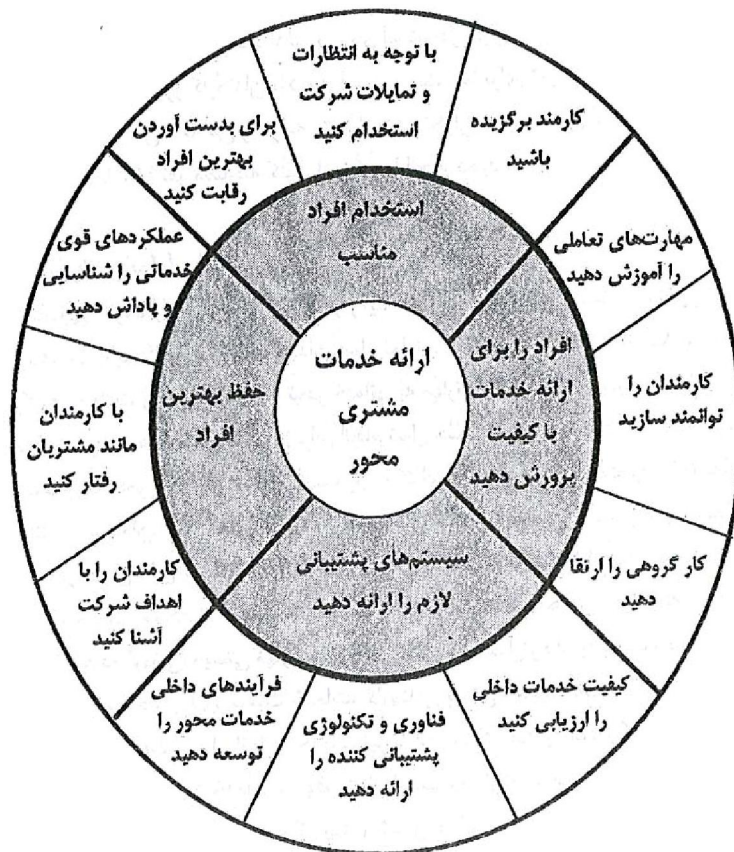 با توجه به انتظارات
و تمایلات شرکت
استخدام کنید
کارمند برگزیده
باشید
مهارت‌های تعاملی
را آموزش دهید
کارمندان را
توانمند سازید
کار گروهی را ارتقا
دهید
کیفیت خدمات داخلی
را ارزیابی کنید
فناوری و تکنولوژی
پشتیبانی کننده را
ارائه دهید
فرآیندهای داخلی
خدمات محور را
توسعه دهید
کارمندان را با
اهداف شرکت
آشنا کنید
با کارمندان
مانند مشتریان
رفتار کنید
عملکردهای قوی
خدماتی را شناسایی
و پاداش دهید
برای بدست آوردن
بهترین افراد
رقابت کنید
استخدام افراد
مناسب
افراد را برای
ارائه خدمات
با کیفیت
پرورش دهید
سیستم‌های پشتیبانی
لازم را ارائه دهید
حفظ بهترین
افراد
ارائه خدمات
مشتری
محور